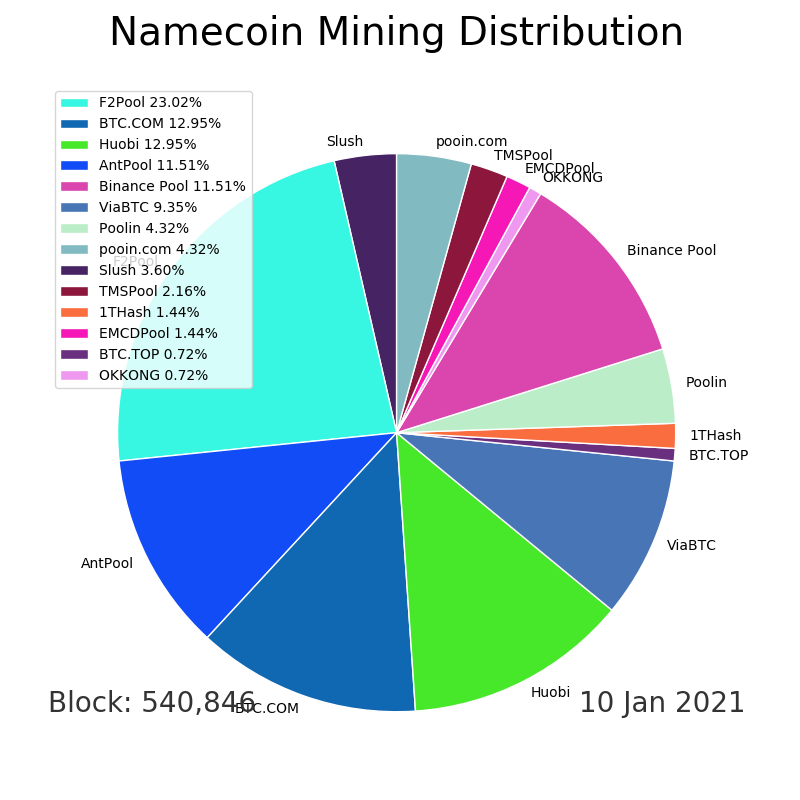 Namecoin Mining Distribution
F2Pool 23.02%
BTC.COM 12.95%
Huobi 12.95%
AntPool 11.51%
Binance Pool 11.51%
ViaBTC 9.35%
Poolin 4.32%
pooin.com 4.32%
Slush 3.60%
TMSPool 2.16%
1THash 1.44%
EMCDPool 1.44%
BTC.TOP 0.72%
OKKONG 0.72%
Slush
pooin.com
TMSPool
EMCDPool
OKKONG
Binance Pool
F2Pool
Poolin
1THash
BTC.TOP
ViaBTC
AntPool
Huobi
BTC.COM
Block: 540,846
10 Jan 2021